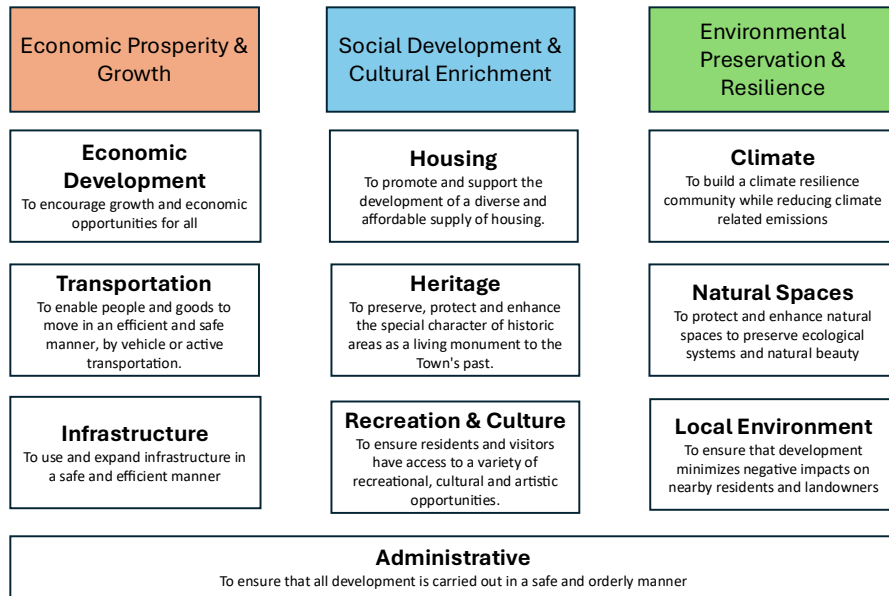 Economic Prosperity &
Growth
Social Development &
Cultural Enrichment
Environmental
Preservation &
Resilience
Economic
Development
To encourage growth and economic
opportunities for all
Housing
To promote and support the
development of a diverse and
affordable supply of housing.
Climate
To build a climate resilience
community while reducing climate
related emissions
Transportation
To enable people and goods to
move in an efficient and safe
manner, by vehicle or active
transportation.
Heritage
To preserve, protect and enhance
the special character of historic
areas as a living monument to the
Town's past.
Natural Spaces
To protect and enhance natural
spaces to preserve ecological
systems and natural beauty
Infrastructure
To use and expand infrastructure in
a safe and efficient manner
Recreation & Culture
To ensure residents and visitors
have access to a variety of
recreational, cultural and artistic
opportunities.
Local Environment
To ensure that development
minimizes negative impacts on
nearby residents and landowners
Administrative
To ensure that all development is carried out in a safe and orderly manner